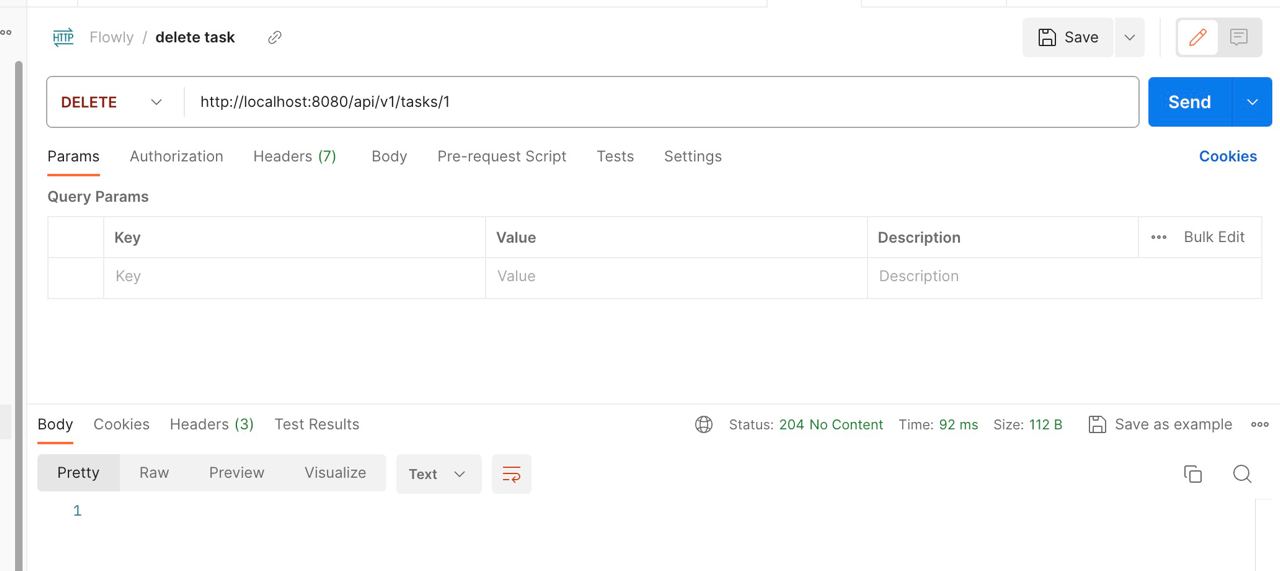 HTTP Flowly / delete task Save
DELETE http://localhost:8080/api/v1/tasks/1 Send
Params Authorization Headers (7) Body Pre-request Script Tests Settings Cookies
Query Params
Key Value Description ••• Bulk Edit
Key Value Description
Body Cookies Headers (3) Test Results Status: 204 No Content Time: 92 ms Size: 112 B Save as example
Pretty Raw Preview Visualize Text
1